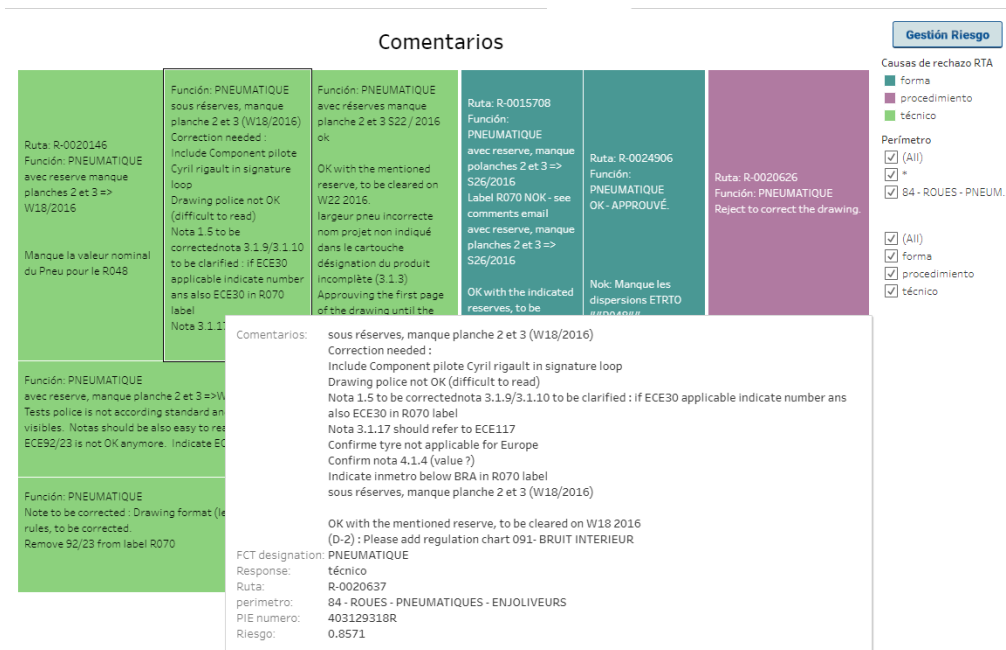 Comentarios
Gestión Riesgo
Causas de rechazo RTA
forma
procedimiento
técnico
Perímetro
(All)
*
84 - ROUES - PNEUM.
(All)
forma
procedimiento
técnico
Ruta: R-0020146
Función: PNEUMATIQUE
avec reserve manque
planches 2 et 3 =>
W18/2016
Manque la valeur nominal
du Pneu pour le R048
Función: PNEUMATIQUE
sous réserves, manque
planche 2 et 3 (W18/2016)
Correction needed :
Include Component pilote
Cyril rigault in signature
loop
Drawing police not OK
(difficult to read)
Nota 1.5 to be
correctednota 3.1.9/3.1.10
to be clarified : if ECE30
applicable indicate number
ans also ECE30 in R070
label
Nota 3.1.17
Función: PNEUMATIQUE
avec réserves manque
planche 2 et 3 S22 / 2016
ok
OK with the mentioned
reserve, to be cleared on
W22 2016.
largeur pneu incorrecte
nom projet non indiqué
dans le cartouche
désignation du produit
incomplète (3.1.3)
Approuving the first page
of the drawing until the
Ruta: R-0015708
Función:
PNEUMATIQUE
avec reserve, manque
polanches 2 et 3 =>
S26/2016
Label R070 NOK - see
comments email
avec reserve, manque
planches 2 et 3 =>
S26/2016
OK with the indicated
reserves, to be
Ruta: R-0024906
Función:
PNEUMATIQUE
OK - APPROUVÉ.
Nok: Manque les
dispersions ETRTO
Ruta: R-0020626
Función: PNEUMATIQUE
Reject to correct the drawing.
Función: PNEUMATIQUE
avec reserve, manque planche 2 et 3 =>W
Tests police is not according standard an
visibles. Notas should be also easy to rea
ECE92/23 is not OK anymore. Indicate EC
Función: PNEUMATIQUE
Note to be corrected : Drawing format (le
rules, to be corrected.
Remove 92/23 from label R070
Comentarios: sous réserves, manque planche 2 et 3 (W18/2016)
Correction needed :
Include Component pilote Cyril rigault in signature loop
Drawing police not OK (difficult to read)
Nota 1.5 to be correctednota 3.1.9/3.1.10 to be clarified : if ECE30 applicable indicate number ans
also ECE30 in R070 label
Nota 3.1.17 should refer to ECE117
Confirme tyre not applicable for Europe
Confirm nota 4.1.4 (value ?)
Indicate inmetro below BRA in R070 label
sous réserves, manque planche 2 et 3 (W18/2016)
OK with the mentioned reserve, to be cleared on W18 2016
(D-2) : Please add regulation chart 091- BRUIT INTERIEUR
FCT designation: PNEUMATIQUE
Response: técnico
Ruta: R-0020637
perimetro: 84 - ROUES - PNEUMATIQUES - ENJOLIVEURS
PIE numero: 403129318R
Riesgo: 0.8571